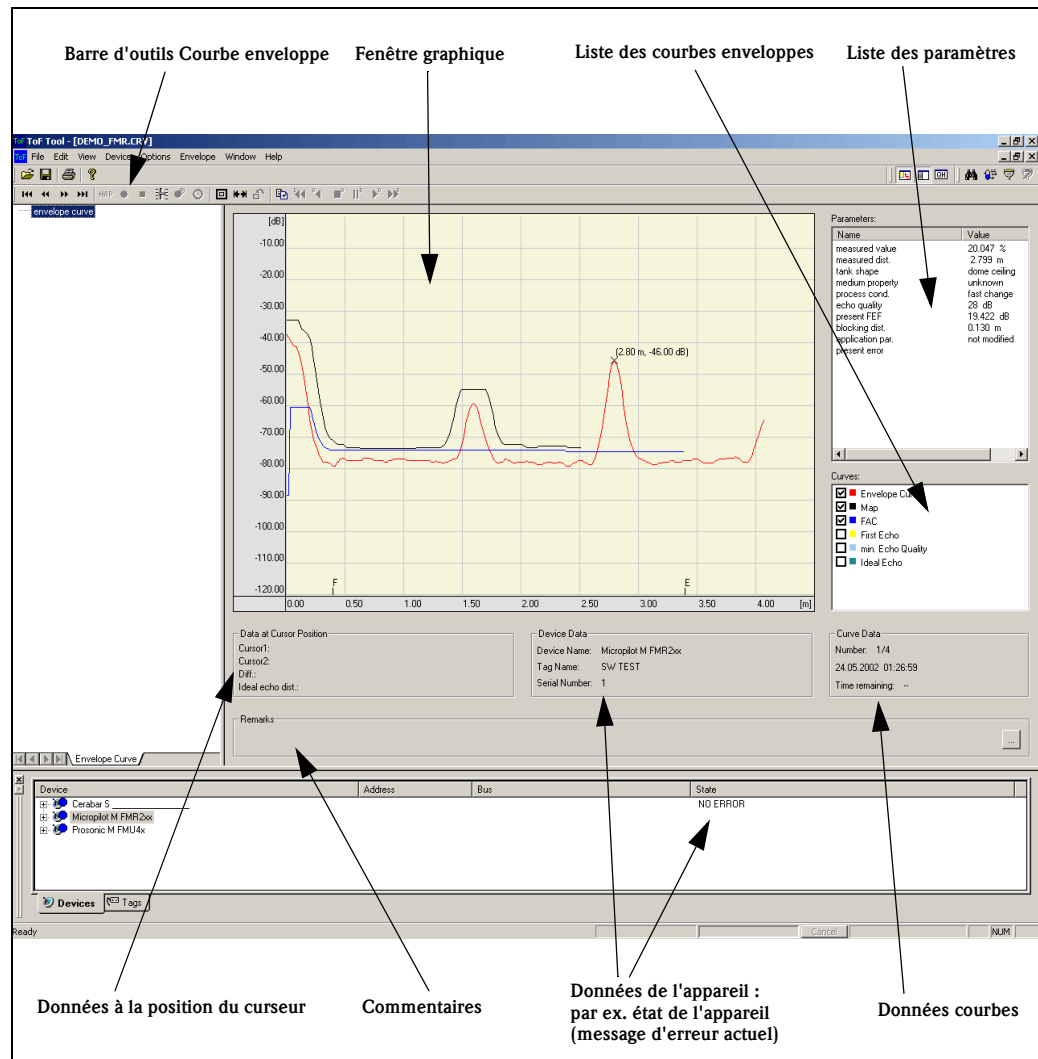 Barre d'outils Courbe enveloppe
Fenêtre graphique
Liste des courbes enveloppes
Liste des paramètres
ToF Tool - [DEMO_FMR.CRV]
File Edit View Device Options Envelope Window Help
MAP
envelope curve
[dB]
-10.00
-20.00
-30.00
-40.00
-50.00
-60.00
-70.00
-80.00
-90.00
-100.00
-110.00
-120.00
(2.80 m, -46.00 dB)
F
E
0.00 0.50 1.00 1.50 2.00 2.50 3.00 3.50 4.00 [m]
Parameters:
Name Value
measured value 20.047 %
measured dist. 2.799 m
tank shape dome ceiling
medium property unknown
process cond. fast change
echo quality 28 dB
present FEF 19.422 dB
blocking dist. 0.130 m
application par. not modified
present error
Curves:
Envelope
Map
FAC
First Echo
min. Echo Quality
Ideal Echo
Data at Cursor Position
Cursor1:
Cursor2:
Diff.:
Ideal echo dist.:
Device Data
Device Name: Micropilot M FMR2xx
Tag Name: SW TEST
Serial Number: 1
Curve Data
Number: 1/4
24.05.2002 01:26:59
Time remaining: --
Remarks
...
Envelope Curve
Device Address Bus State
Cerabar S NO ERROR
Micropilot M FMR2xx
Prosonic M FMU4x
Devices Tags
Ready Cancel NUM
Données à la position du curseur
Commentaires
Données de l'appareil :
par ex. état de l'appareil
(message d'erreur actuel)
Données courbes